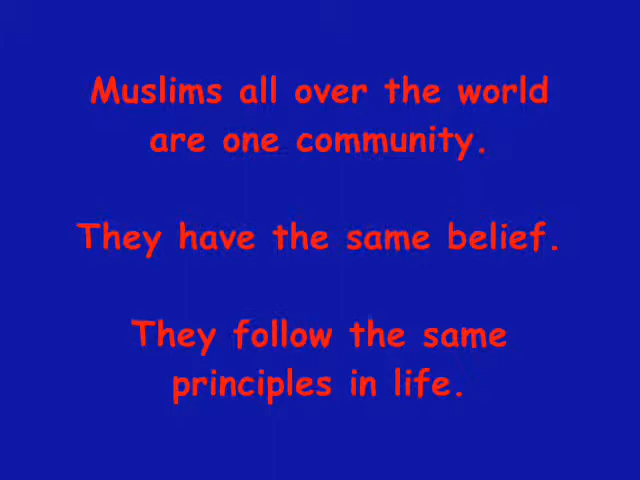 Muslims all over the world
are one community.
They have the same belief.
They follow the same
principles in life.